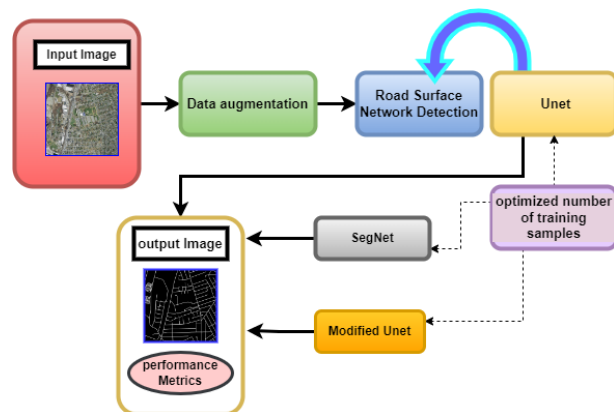 Input Image
Data augmentation
Road Surface
Network Detection
Unet
optimized number
of training
samples
output Image
SegNet
Modified Unet
performance
Metrics